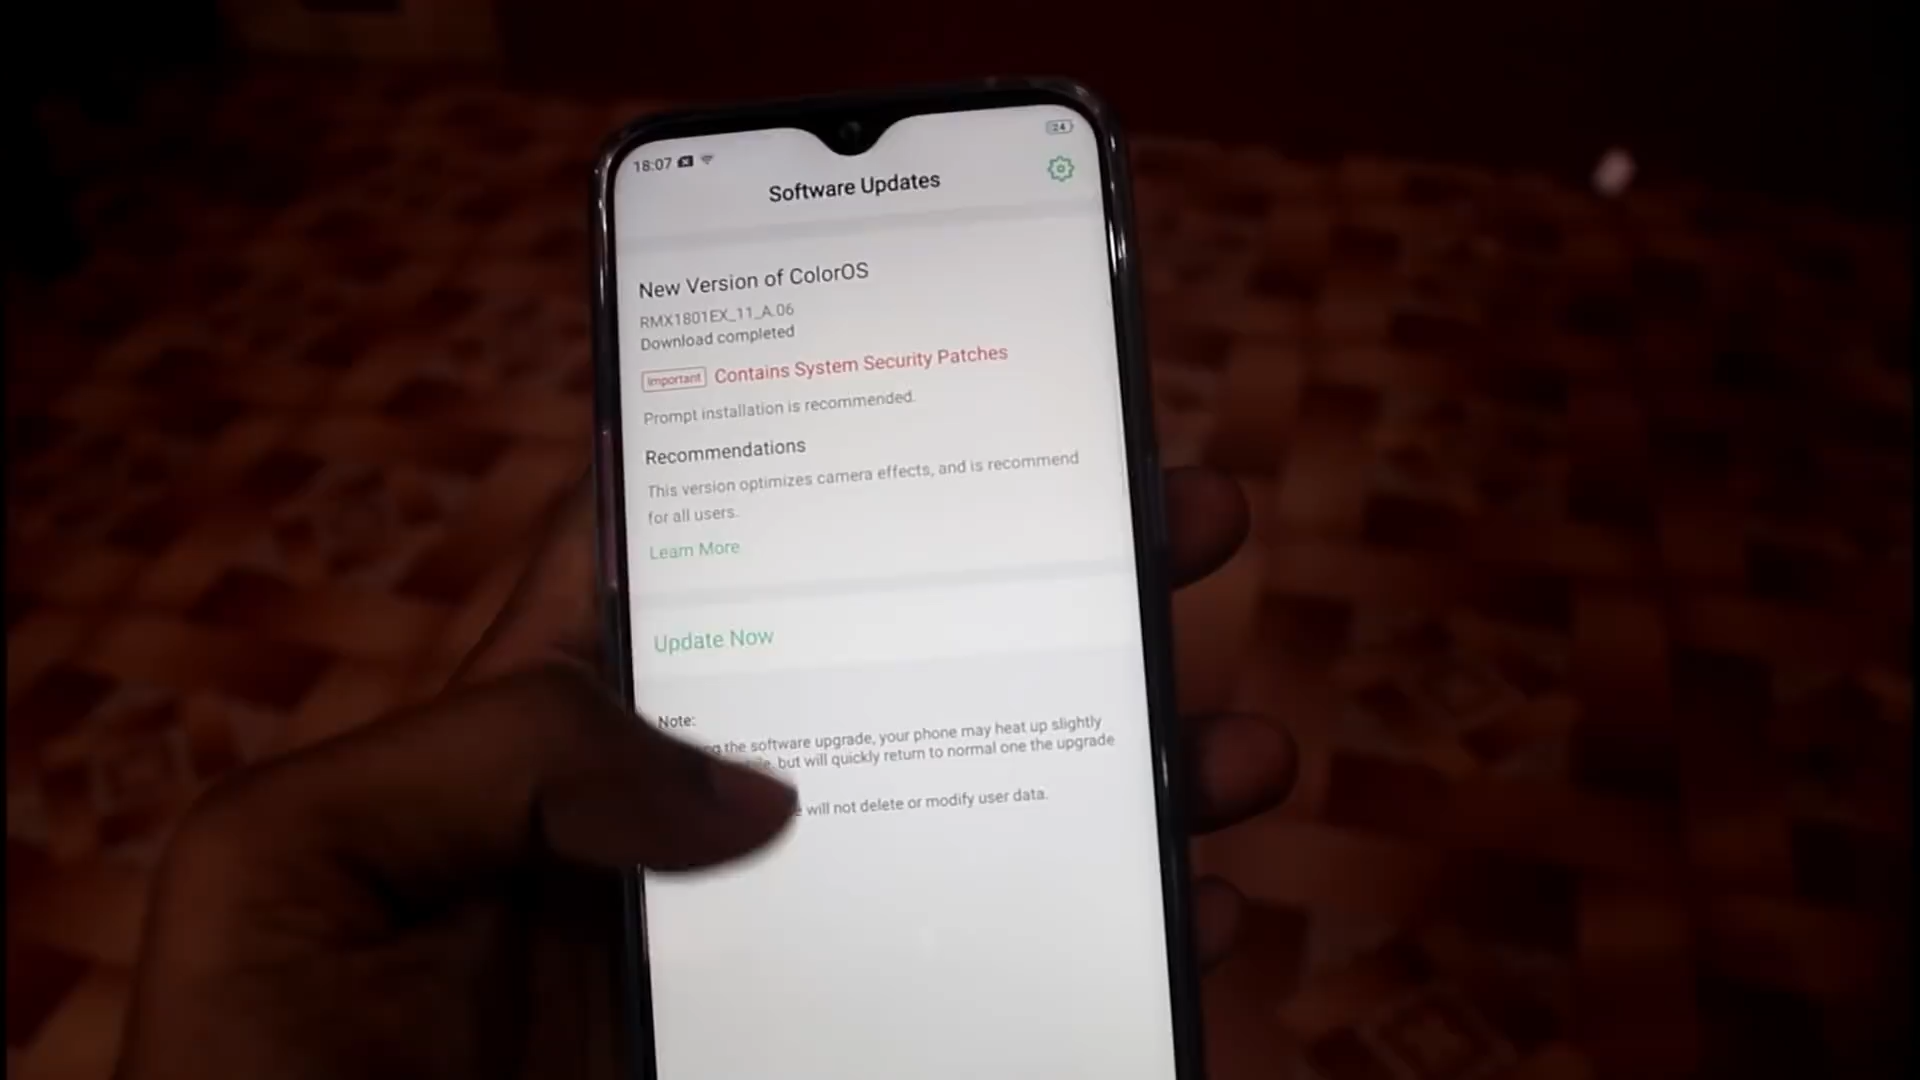 24
18:07
Software Updates
New Version of ColorOS
RMX1801EX_11_A.06
Download completed
Important Contains System Security Patches
Prompt installation is recommended.
Recommendations
This version optimizes camera effects, and is recommend
for all users.
Learn More
Update Now
Note:
the software upgrade, your phone may heat up slightly
but will quickly return to normal one the upgrade
will not delete or modify user data.